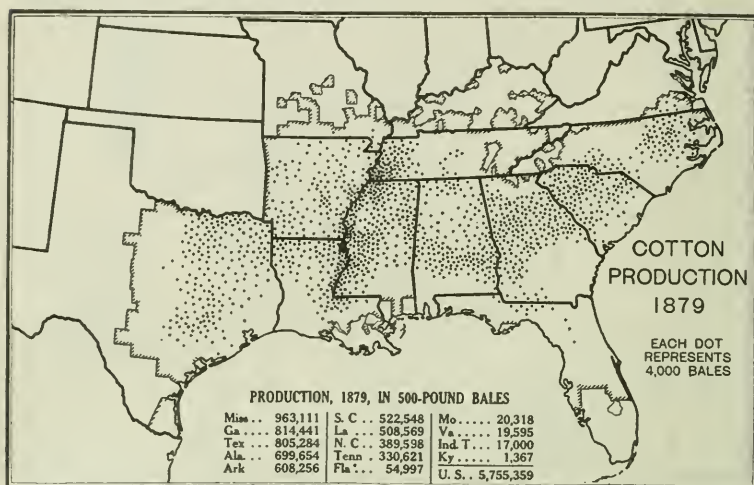 COTTON
PRODUCTION
1879
EACH DOT
REPRESENTS
4,000 BALES
PRODUCTION, 1879, IN 500-POUND BALES
Miss.. 963,111
Ga.... 814,441
Tex... 805,284
Ala... 699,654
Ark 608,256
S. C .. 522,548
La ... 508,569
N. C .. 389,598
Tenn . 330,621
Fla ... 54,997
Mo..... 20,318
Va..... 19,595
Ind. T... 17,000
Ky..... 1,367
U. S. . 5,755,359